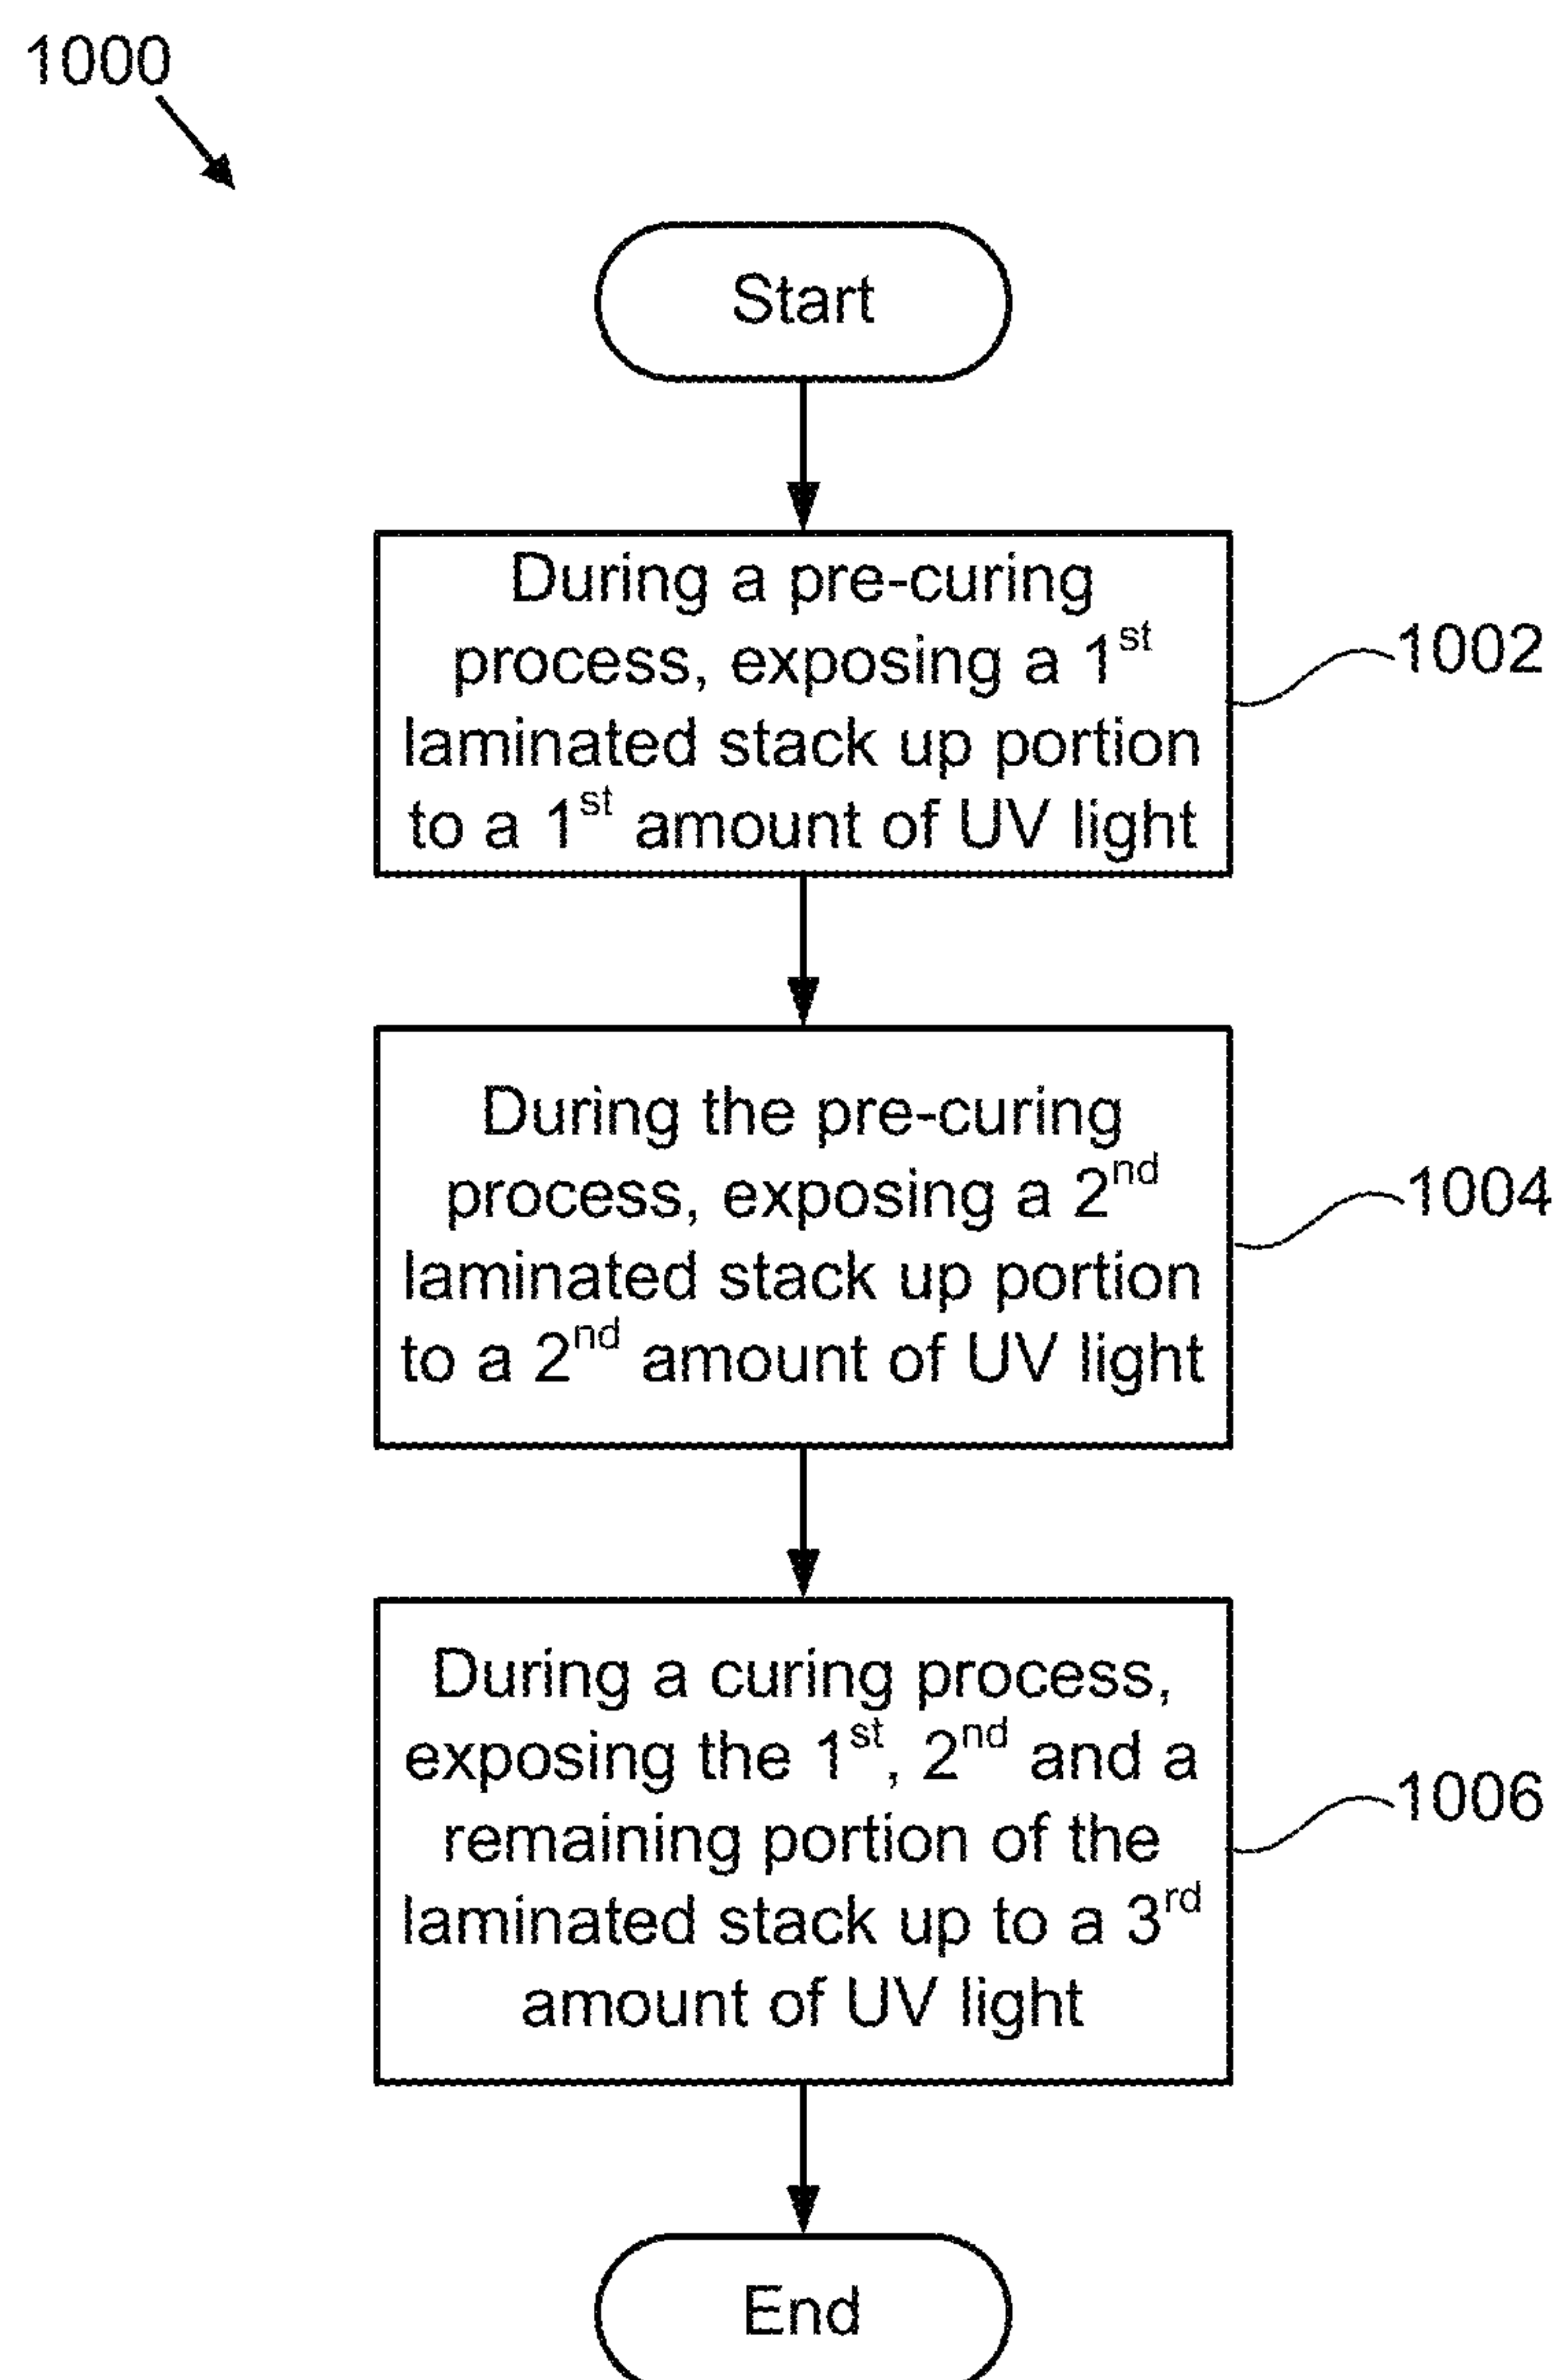 1000
Start
During a pre-curing
process, exposing a 1st
laminated stack up portion
to a 1st amount of UV light
1002
During the pre-curing
process, exposing a 2nd
laminated stack up portion
to a 2nd amount of UV light
1004
During a curing process,
exposing the 1st, 2nd and a
remaining portion of the
laminated stack up to a 3rd
amount of UV light
1006
End